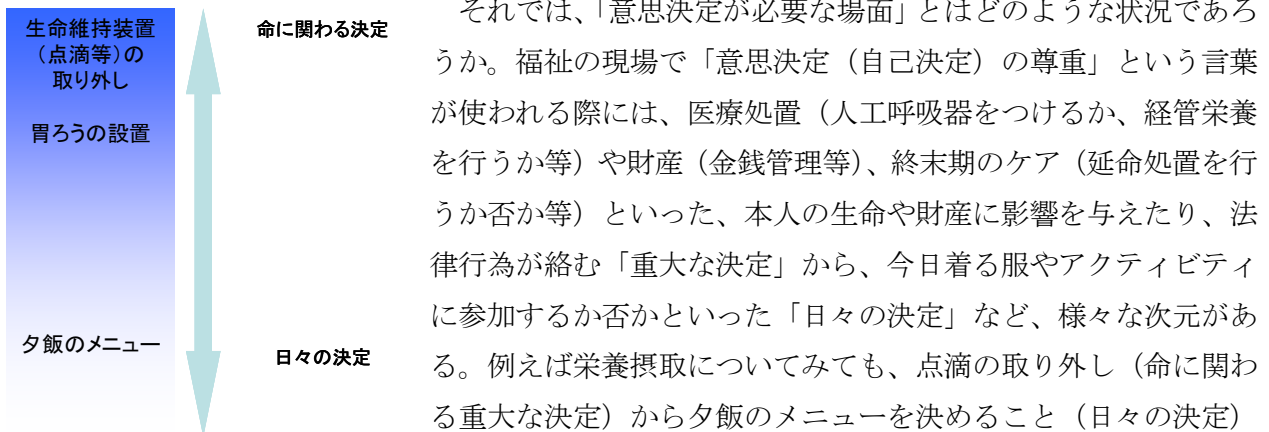 生命維持装置
（点滴等）の
取り外し
胃ろうの設置
夕飯のメニュー
命に関わる決定
日々の決定
それでは、「意思決定が必要な場面」とはどのような状況であろ
うか。福祉の現場で「意思決定（自己決定）の尊重」という言葉
が使われる際には、医療処置（人工呼吸器をつけるか、経管栄養
を行うか等）や財産（金銭管理等）、終末期のケア（延命処置を行
うか否か等）といった、本人の生命や財産に影響を与えたり、法
律行為が絡む「重大な決定」から、今日着る服やアクティビティ
に参加するか否かといった「日々の決定」など、様々な次元があ
る。例えば栄養摂取についてみても、点滴の取り外し（命に関わ
る重大な決定）から夕飯のメニューを決めること（日々の決定）